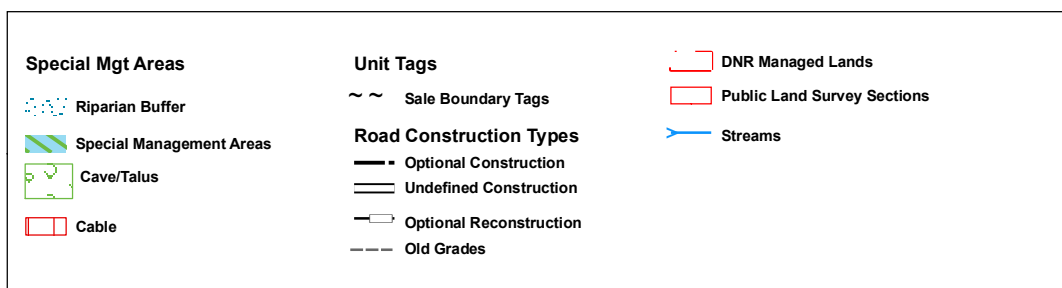 Special Mgt Areas
Riparian Buffer
Special Management Areas
Cave/Talus
Cable
Unit Tags
Sale Boundary Tags
Road Construction Types
Optional Construction
Undefined Construction
Optional Reconstruction
Old Grades
DNR Managed Lands
Public Land Survey Sections
Streams